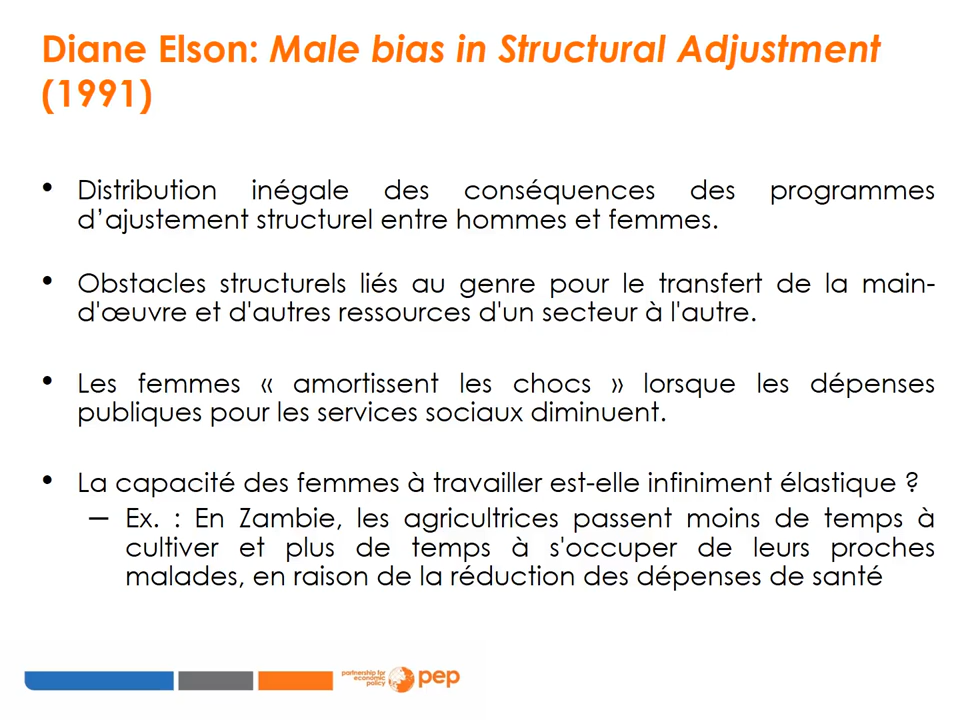 Diane Elson: Male bias in Structural Adjustment
(1991)
• Distribution inégale des conséquences des programmes
d’ajustement structurel entre hommes et femmes.
• Obstacles structurels liés au genre pour le transfert de la main-
d'œuvre et d'autres ressources d'un secteur à l'autre.
• Les femmes « amortissent les chocs » lorsque les dépenses
publiques pour les services sociaux diminuent.
• La capacité des femmes à travailler est-elle infiniment élastique ?
– Ex. : En Zambie, les agricultrices passent moins de temps à
cultiver et plus de temps à s'occuper de leurs proches
malades, en raison de la réduction des dépenses de santé
partnership for
economic
policy
pep